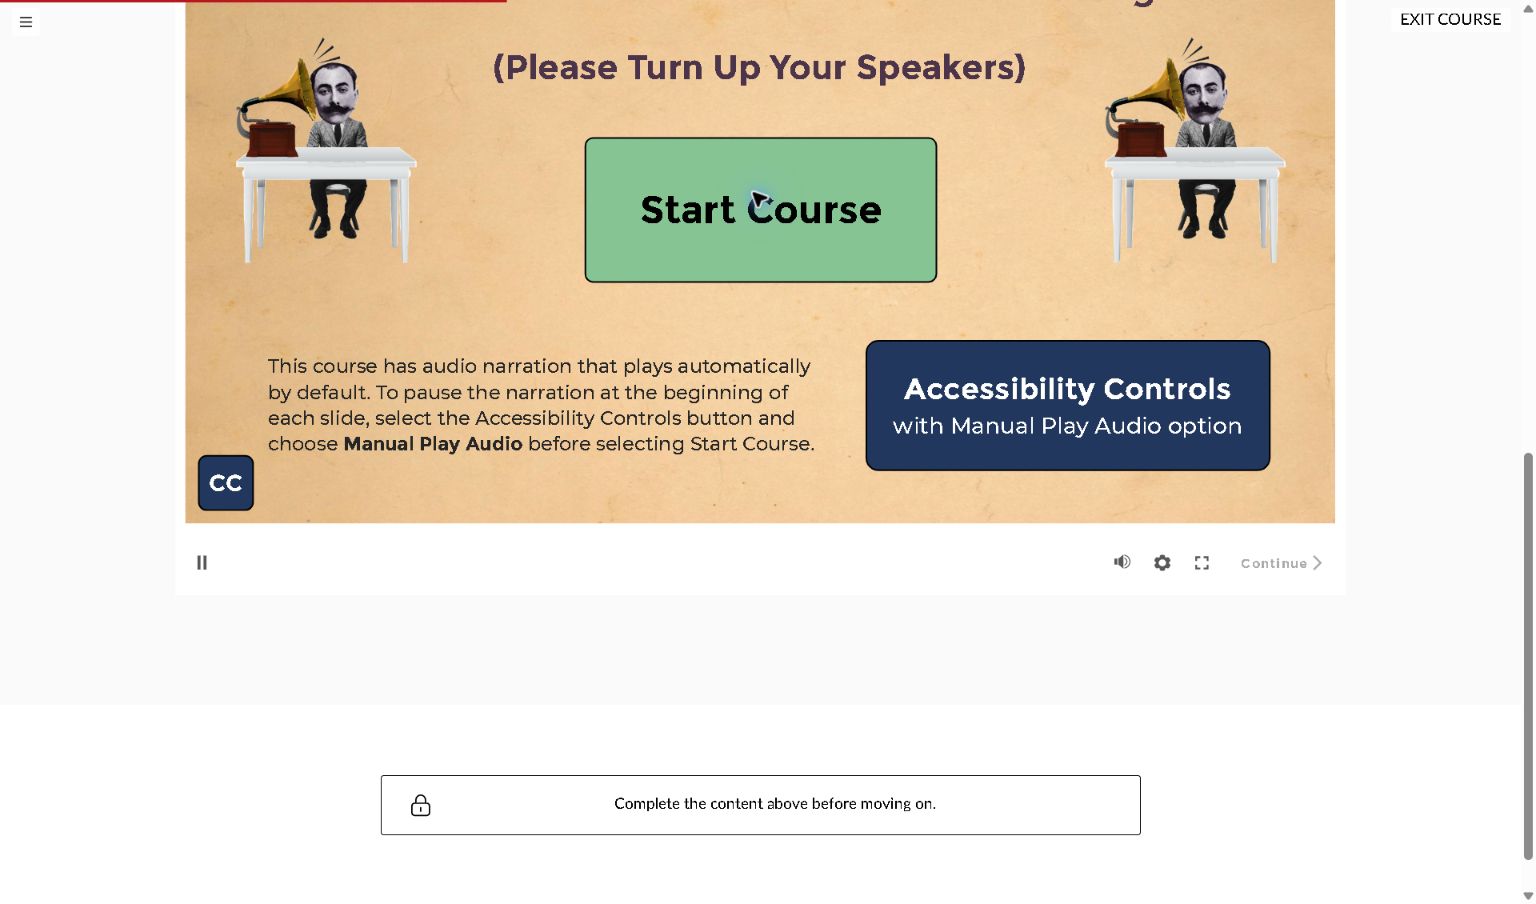 EXIT COURSE
(Please Turn Up Your Speakers)
Start Course
This course has audio narration that plays automatically
by default. To pause the narration at the beginning of
each slide, select the Accessibility Controls button and
choose Manual Play Audio before selecting Start Course.
Accessibility Controls
with Manual Play Audio option
CC
Continue
Complete the content above before moving on.